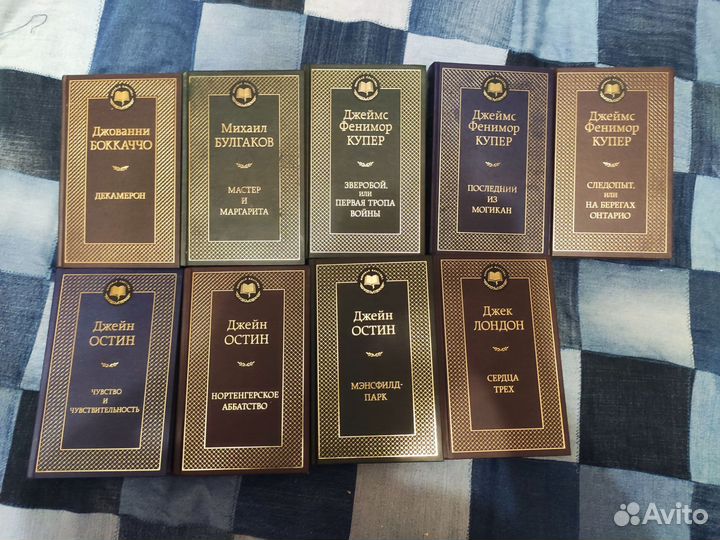 Джованни
БОККАЧЧО
ДЕКАМЕРОН
Михаил
БУЛГАКОВ
МАСТЕР
И
МАРГАРИТА
Джеймс
Фенимор
КУПЕР
ЗВЕРОБОЙ,
ИЛИ
ПЕРВАЯ ТРОПА
ВОЙНЫ
Джеймс
Фенимор
КУПЕР
ПОСЛЕДНИЙ
ИЗ
МОГИКАН
Джеймс
Фенимор
КУПЕР
СЛЕДОПЫТ,
ИЛИ
НА БЕРЕГАХ
ОНТАРИО
Джейн
ОСТИН
ЧУВСТВО
И
ЧУВСТВИТЕЛЬНОСТЬ
Джейн
ОСТИН
НОРТЕНГЕРСКОЕ
АББАТСТВО
Джейн
ОСТИН
МЭНСФИЛД-
ПАРК
Джек
ЛОНДОН
СЕРДЦА
ТРЕХ
Avito